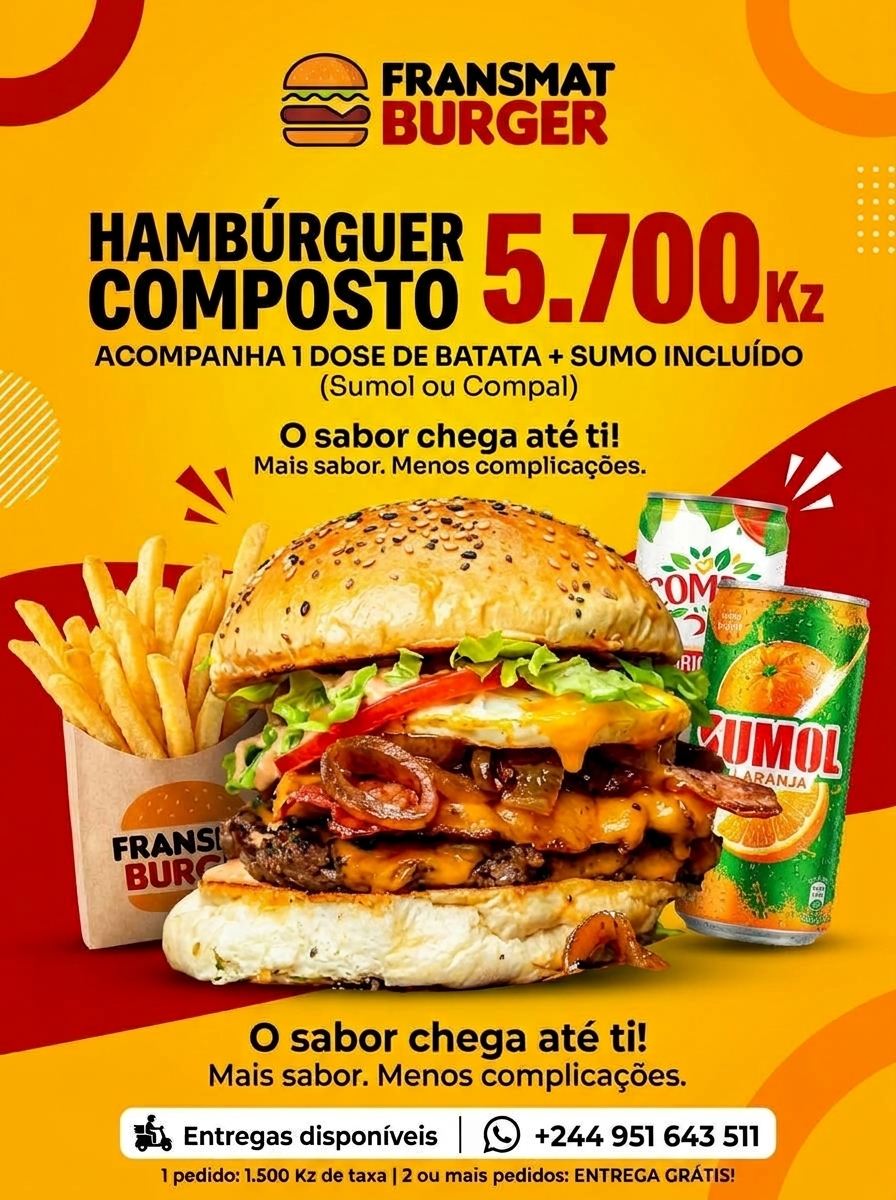 FRANSMAT
BURGER
HAMBÚRGUER
COMPOSTO
5.700 Kz
ACOMPANHA 1 DOSE DE BATATA + SUMO INCLUÍDO
(Sumol ou Compal)
O sabor chega até ti!
Mais sabor. Menos complicações.
COM
SUMOL
LARANJA
FRANS
BURG
O sabor chega até ti!
Mais sabor. Menos complicações.
Entregas disponíveis | +244 951 643 511
1 pedido: 1.500 Kz de taxa | 2 ou mais pedidos: ENTREGA GRÁTIS!